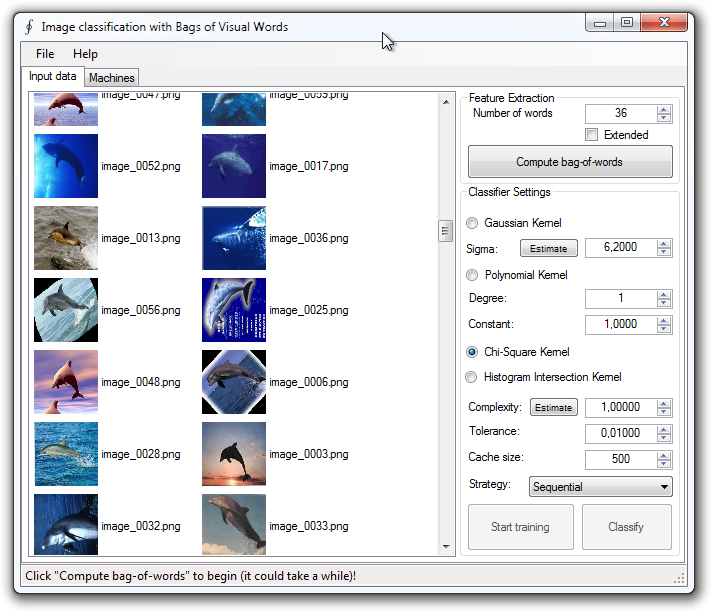 Image classification with Bags of Visual Words
File Help
Input data Machines
image_0047.png image_0059.png
image_0052.png image_0017.png
image_0013.png image_0036.png
image_0056.png image_0025.png
image_0048.png image_0006.png
image_0028.png image_0003.png
image_0032.png image_0033.png
Feature Extraction
Number of words 36
Extended
Compute bag-of-words
Classifier Settings
Gaussian Kernel
Sigma: Estimate 6,2000
Polynomial Kernel
Degree: 1
Constant: 1,0000
Chi-Square Kernel
Histogram Intersection Kernel
Complexity: Estimate 1,00000
Tolerance: 0,01000
Cache size: 500
Strategy: Sequential
Start training Classify
Click "Compute bag-of-words" to begin (it could take a while)!